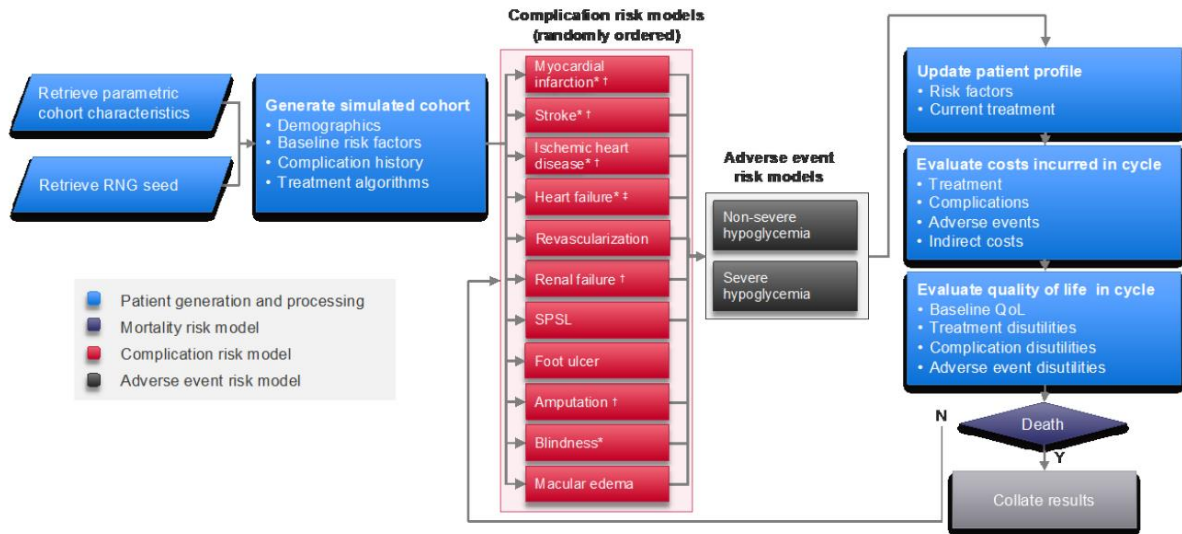 Complication risk models
(randomly ordered)
Retrieve parametric
cohort characteristics
Retrieve RNG seed
Generate simulated cohort
• Demographics
• Baseline risk factors
• Complication history
• Treatment algorithms
Myocardial
infarction* †
Stroke* †
Ischemic heart
disease* †
Heart failure* ‡
Revascularization
Renal failure †
SPSL
Foot ulcer
Amputation †
Blindness*
Macular edema
Adverse event
risk models
Non-severe
hypoglycemia
Severe
hypoglycemia
Update patient profile
• Risk factors
• Current treatment
Evaluate costs incurred in cycle
• Treatment
• Complications
• Adverse events
• Indirect costs
Evaluate quality of life in cycle
• Baseline QoL
• Treatment disutilities
• Complication disutilities
• Adverse event disutilities
N
Death
Y
Collate results
Patient generation and processing
Mortality risk model
Complication risk model
Adverse event risk model